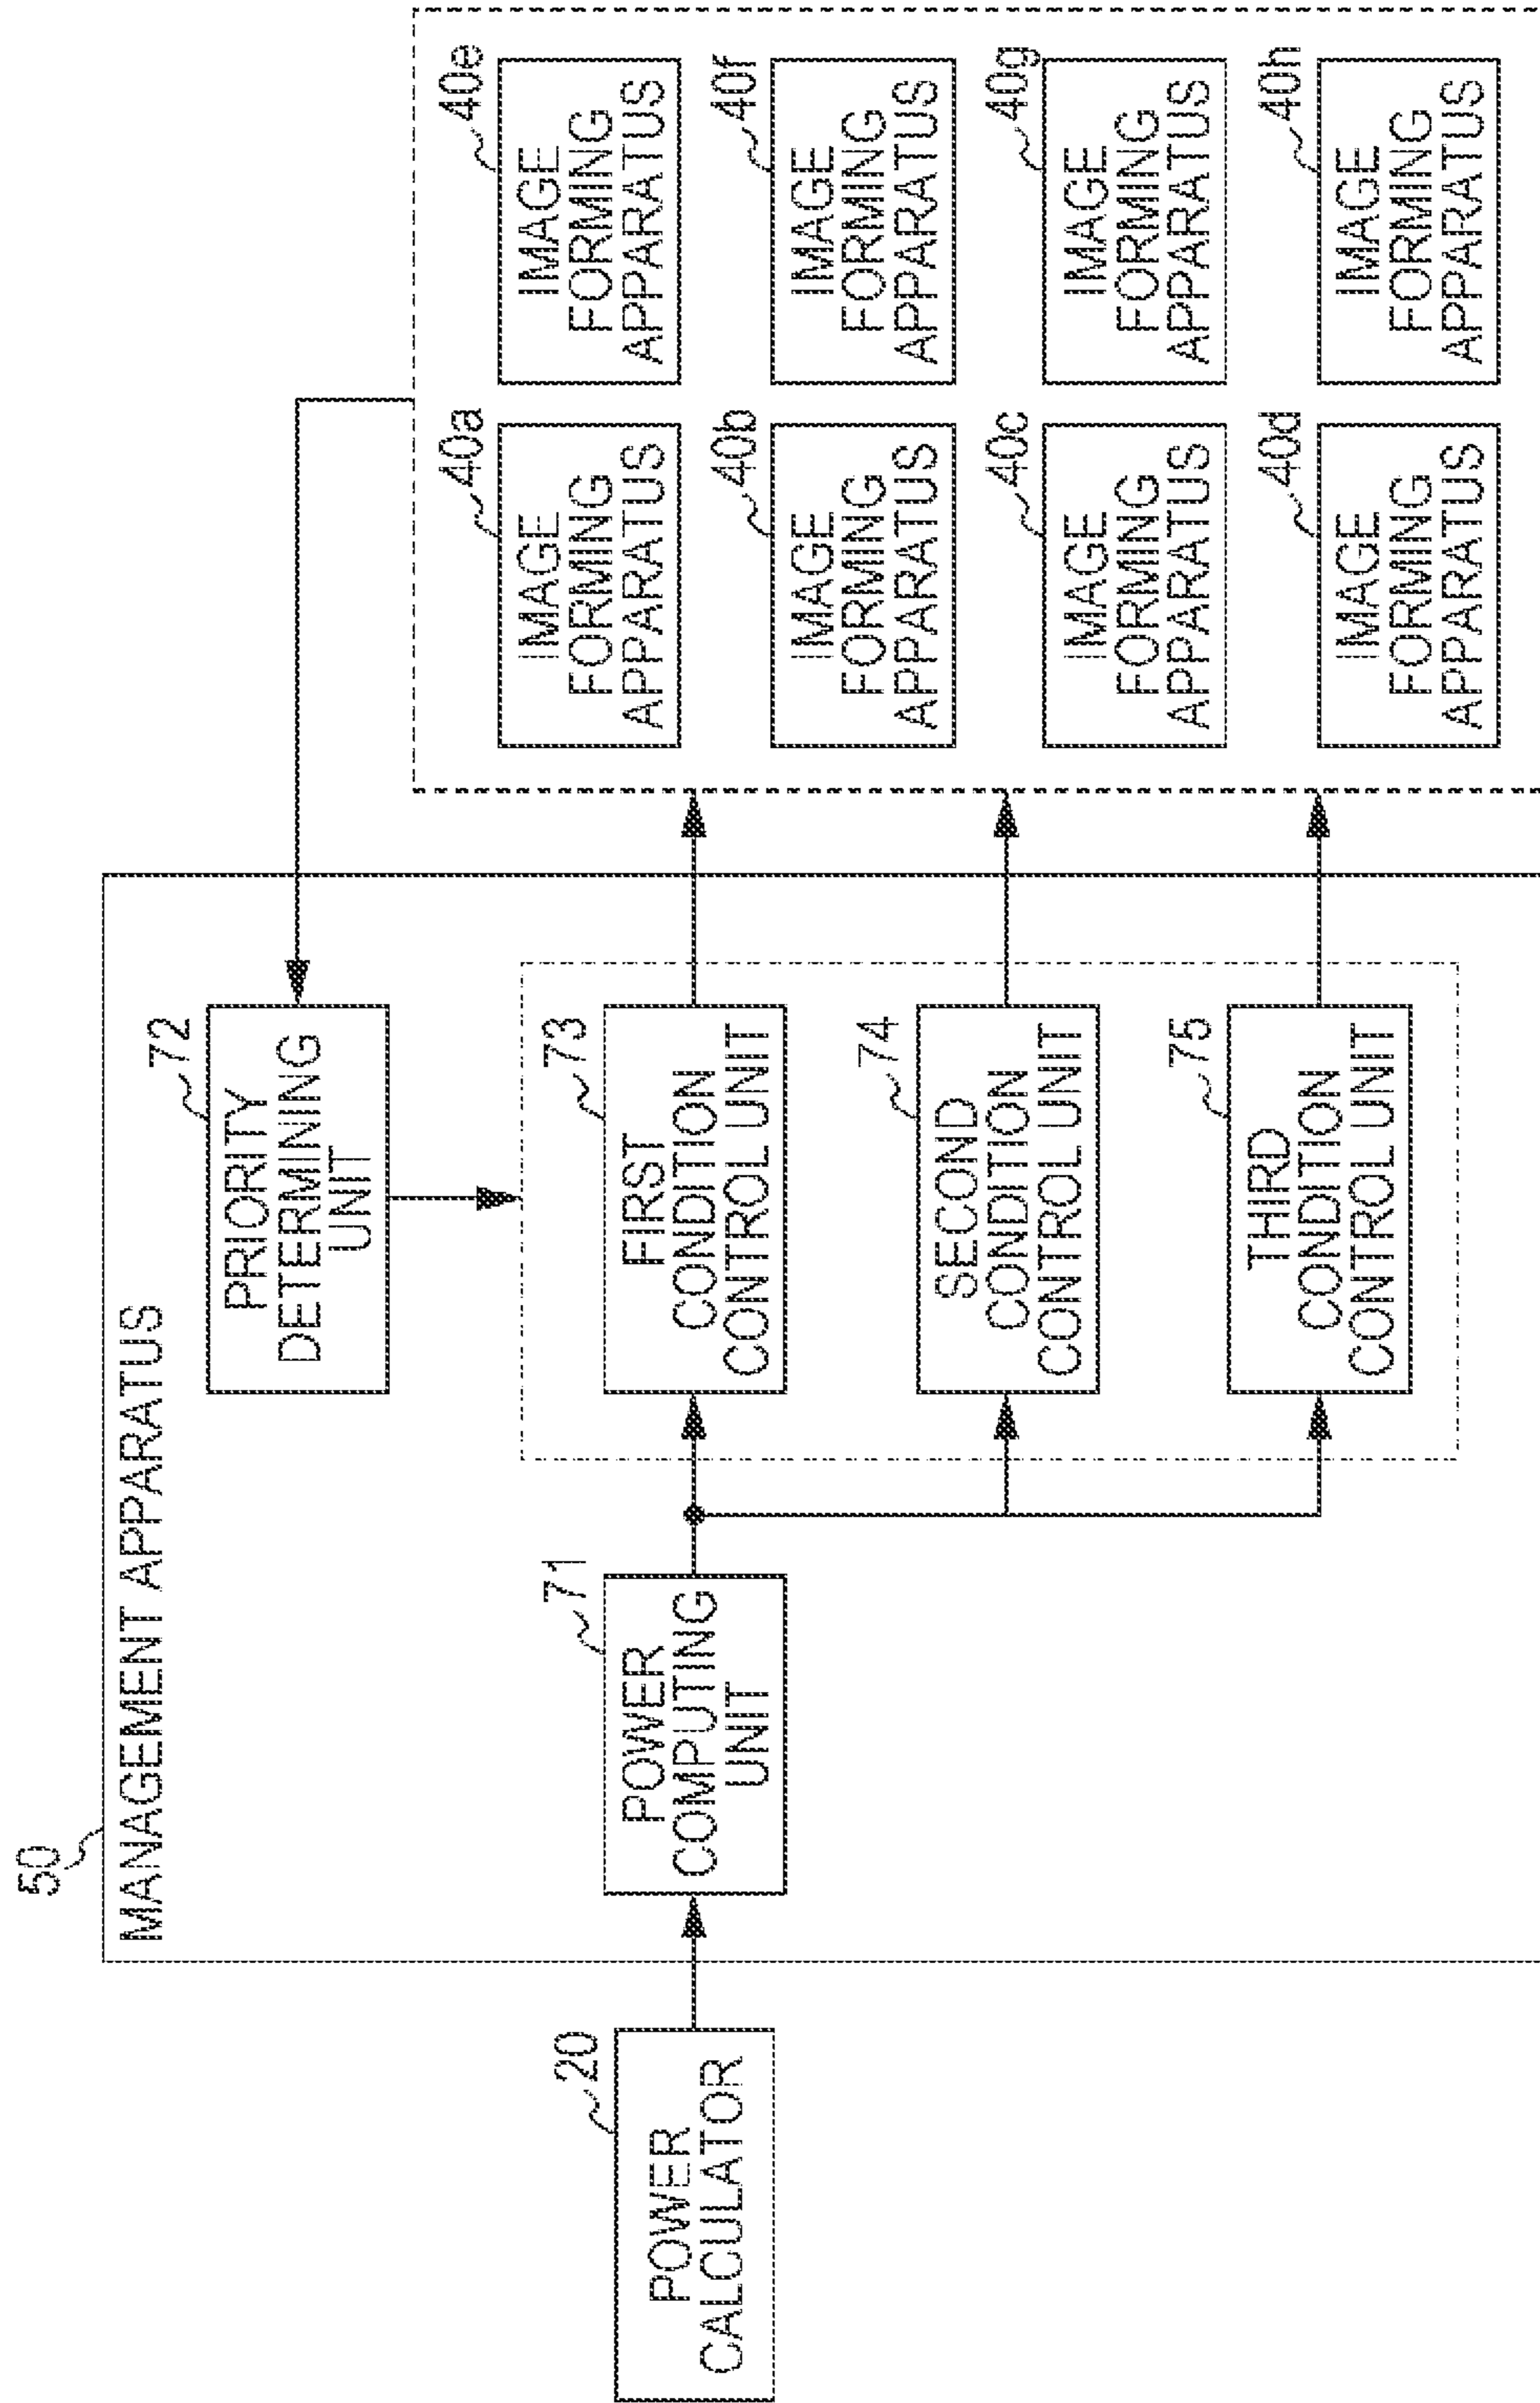 50
MANAGEMENT APPARATUS
20
POWER
CALCULATOR
71
POWER
COMPUTING
UNIT
72
PRIORITY
DETERMINING
UNIT
73
FIRST
CONDITION
CONTROL UNIT
74
SECOND
CONDITION
CONTROL UNIT
75
THIRD
CONDITION
CONTROL UNIT
40a
IMAGE
FORMING
APPARATUS
40e
IMAGE
FORMING
APPARATUS
40b
IMAGE
FORMING
APPARATUS
40f
IMAGE
FORMING
APPARATUS
40c
IMAGE
FORMING
APPARATUS
40g
IMAGE
FORMING
APPARATUS
40d
IMAGE
FORMING
APPARATUS
40h
IMAGE
FORMING
APPARATUS